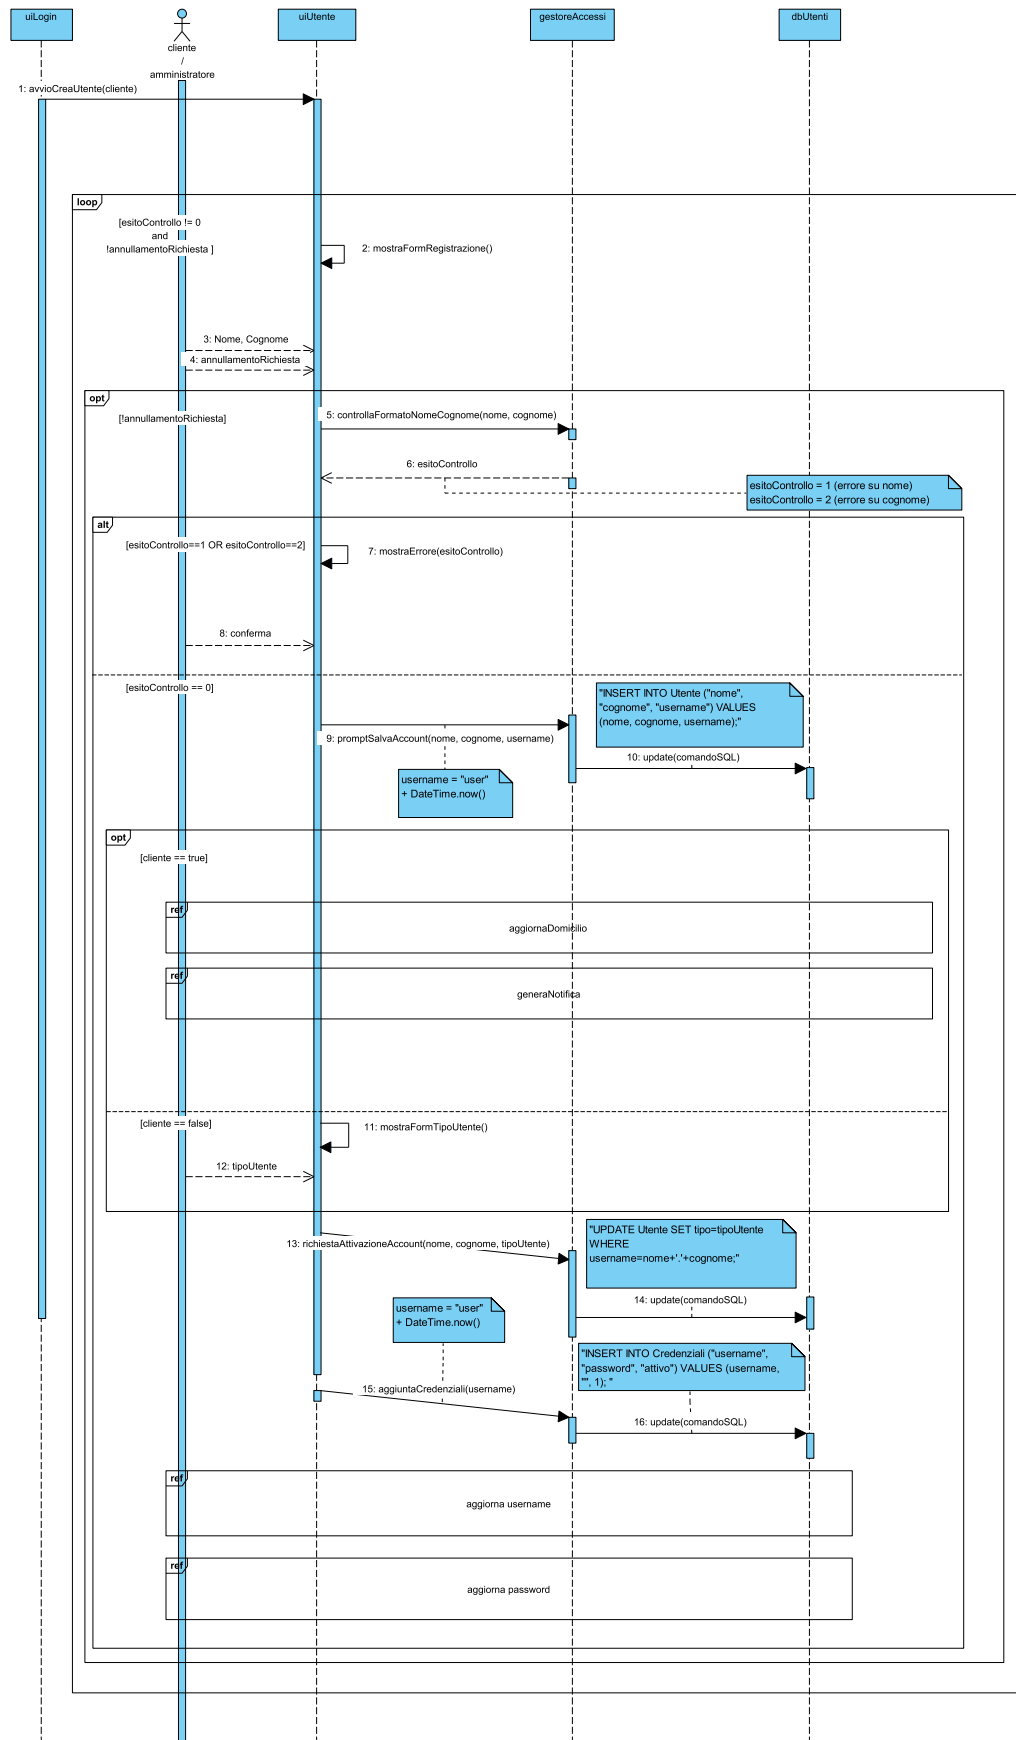 uiLogin
cliente
/
amministratore
uiUtente
gestoreAccessi
dbUtenti
1: avvioCreaUtente(cliente)
loop
[esitoControllo != 0
and
!annullamentoRichiesta ]
2: mostraFormRegistrazione()
3: Nome, Cognome
4: annullamentoRichiesta
opt
[!annullamentoRichiesta]
5: controllaFormatoNomeCognome(nome, cognome)
6: esitoControllo
esitoControllo = 1 (errore su nome)
esitoControllo = 2 (errore su cognome)
alt
[esitoControllo==1 OR esitoControllo==2]
7: mostraErrore(esitoControllo)
8: conferma
[esitoControllo == 0]
"INSERT INTO Utente ("nome",
"cognome", "username") VALUES
(nome, cognome, username);"
9: promptSalvaAccount(nome, cognome, username)
10: update(comandoSQL)
username = "user"
+ DateTime.now()
opt
[cliente == true]
ref
aggiornaDomicilio
ref
generaNotifica
[cliente == false]
11: mostraFormTipoUtente()
12: tipoUtente
"UPDATE Utente SET tipo=tipoUtente
WHERE
username=nome+'.'+cognome;"
13: richiestaAttivazioneAccount(nome, cognome, tipoUtente)
14: update(comandoSQL)
username = "user"
+ DateTime.now()
"INSERT INTO Credenziali ("username",
"password", "attivo") VALUES (username,
"", 1); "
15: aggiuntaCredenziali(username)
16: update(comandoSQL)
ref
aggiorna username
ref
aggiorna password